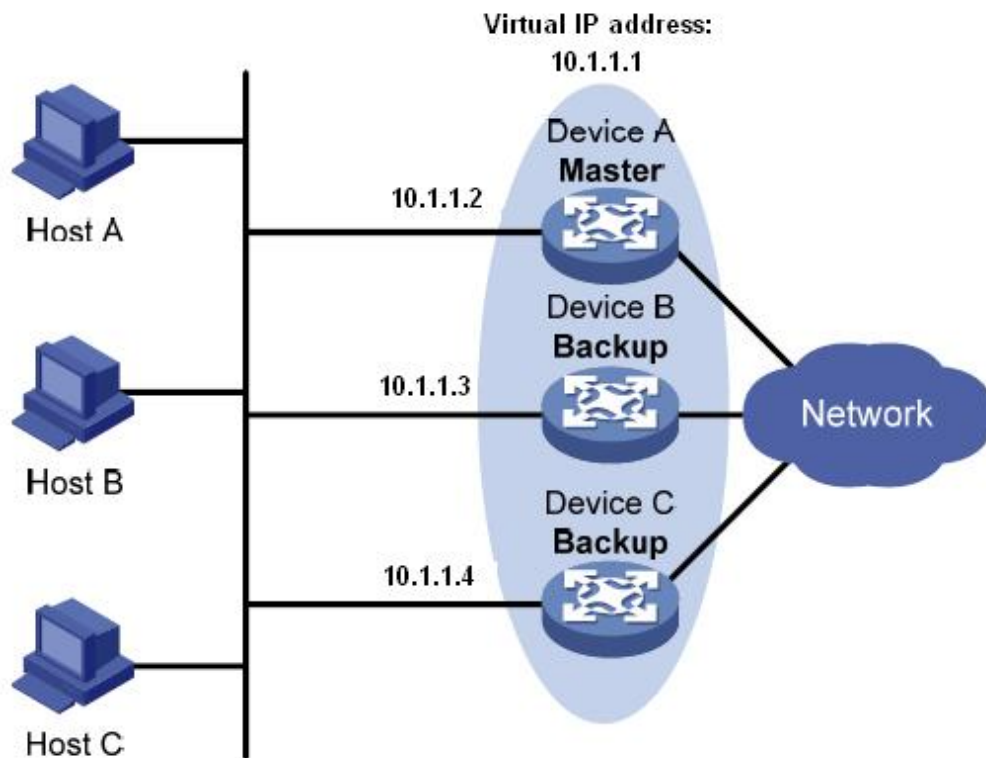 Virtual IP address:
10.1.1.1
Device A
Master
10.1.1.2
Host A
Device B
Backup
10.1.1.3
Network
Host B
Device C
Backup
10.1.1.4
Host C